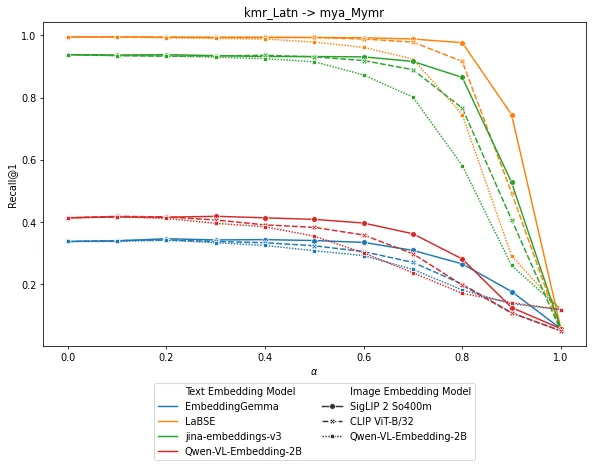 kmr_Latn -> mya_Mymr
Recall@1
1.0
0.8
0.6
0.4
0.2
0.0 0.2 0.4 0.6 0.8 1.0
α
Text Embedding Model
EmbeddingGemma
LaBSE
jina-embeddings-v3
Qwen-VL-Embedding-2B
Image Embedding Model
SigLIP 2 So400m
CLIP ViT-B/32
Qwen-VL-Embedding-2B